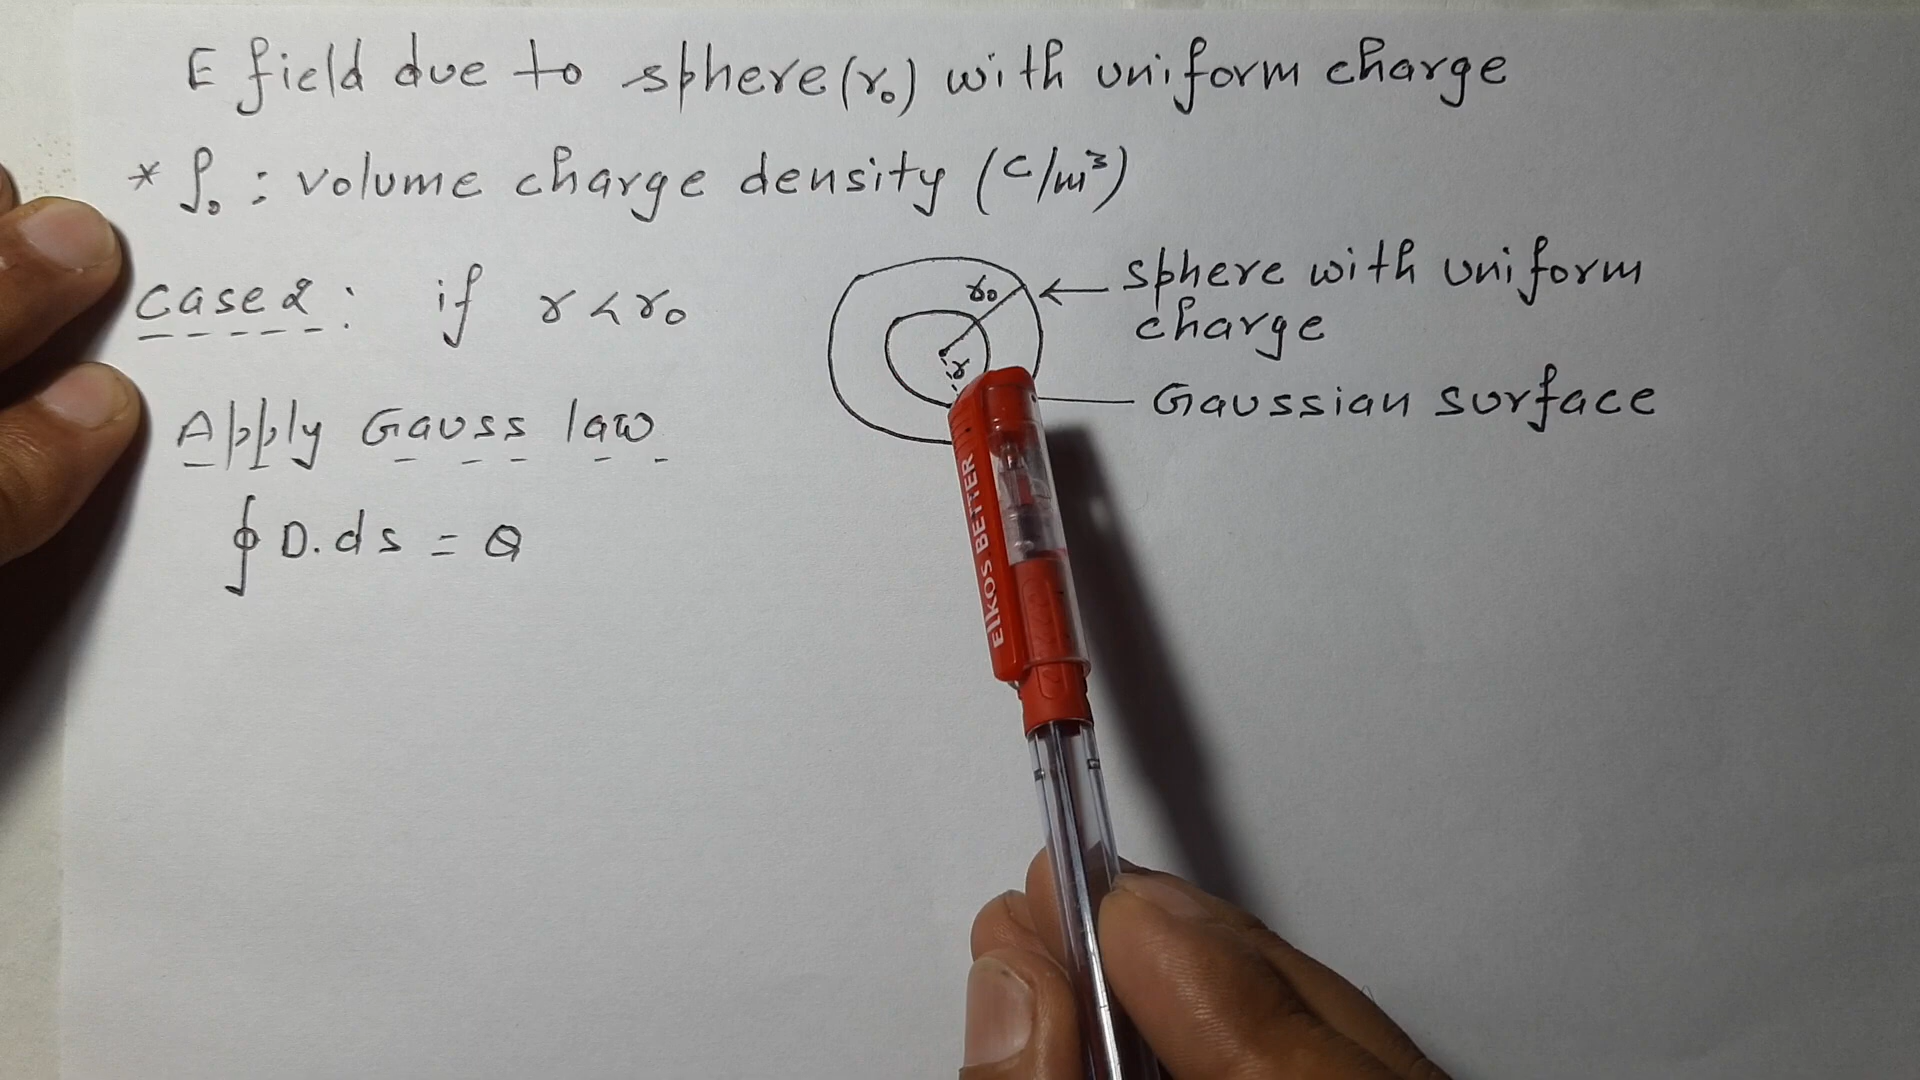 E field due to sphere (r₀) with uniform charge
* ρ₀ : volume charge density (C/m³)
case 2 : if r < r₀
r₀
r
sphere with uniform
charge
Gaussian surface
Apply Gauss law
∮ D.ds = Q
ELKOS BETTER